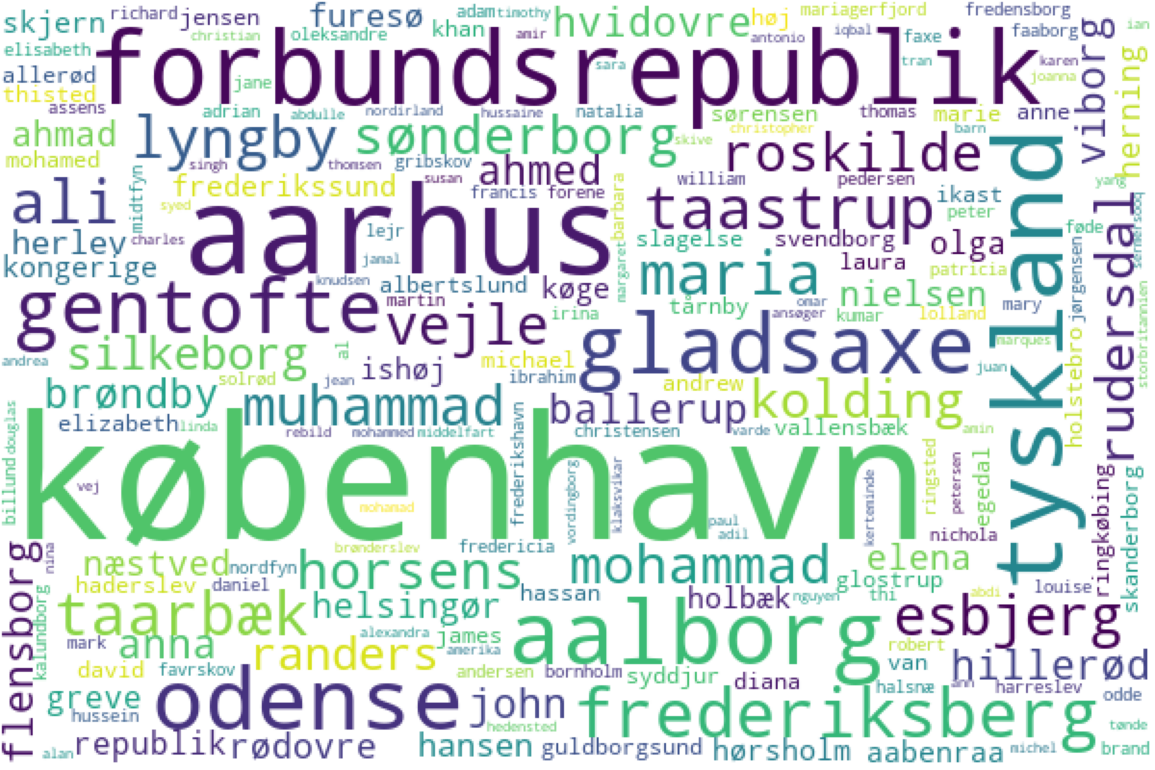 skjern richard jensen furesø adam timothy hvidovre høj mariagerfjord fredensborg viborg ian
elisabeth christian oleksandre khan amir antonio iqbal faxe faaborg herning
forbundsrepublik
allerød jane sara tran karen joanna
thisted
assens adrian abdulle nordirland hussaine natalia sørensen christopher thomas marie barn anne
ahmad lyngby sønderborg skive roskilde tyskland
mohamed singh thomsen gribskov ahmed
ali midtfyn frederikssund susan francis forene barbara william pedersen ikast yang
syed aarhus taastrup peter føde sermersooq
herlev charles lejr slagelse svendborg olga rudersdal
kongerige jamal margaret maria laura patricia jørgensen
knudsen albertslund køge
gentofte martin irina tårnby omar nielsen mary
vejle ansøger kumar lolland marques storbritannien
silkeborg al ishøj michael gladsaxe juan
andrea solrød jean ibrahim andrew holstebro
brøndby muhammad ballerup kolding
elizabeth linda rebild mohammed middelfart frederikshavn christensen varde vallensbæk amin
billund douglas københavn vordingborg klaksvikar ringsted petersen egedal ringkøbing skanderborg
vej mohamad paul adil kerteminde nichola
flensborg nina brønderslev fredericia
næstved nordfyn horsens mohammad elena
haderslev daniel hassan holbæk nguyen glostrup thi abdi louise
kalundborg taarbæk helsingør aalborg esbjerg
mark anna alexandra james robert
david favrskov randers amerika andersen bornholm syddjur diana van hillerød
greve odense john frederiksberg halsnæ ann harreslev odde
hussein hedensted tønde
alan republik rødovre hansen guldborgsund hørsholm aabenraa michel brand